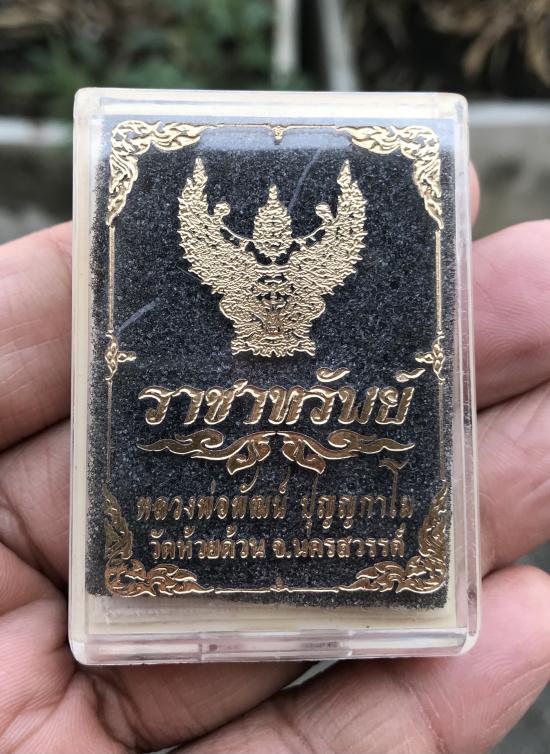 ราชาทรัพย์
หลวงพ่อพัฒน์ ปุญญกาโม
วัดห้วยด้วน จ.นครสวรรค์